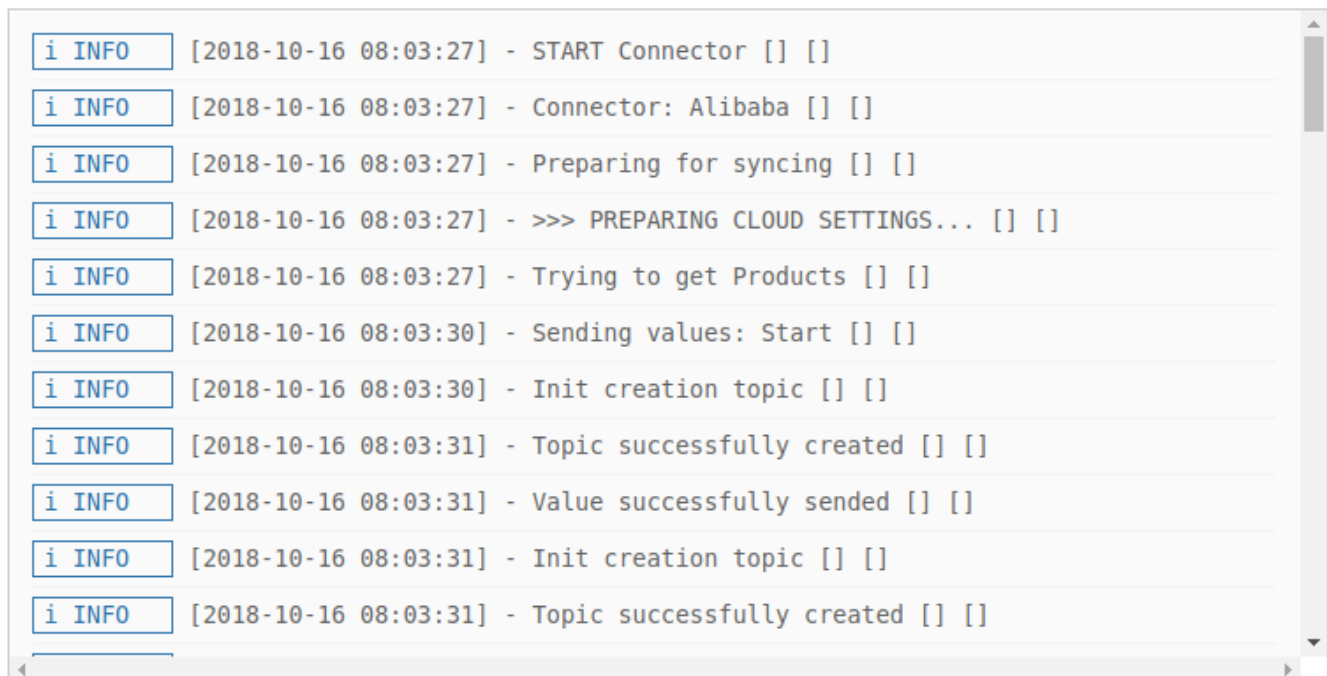 i INFO [2018-10-16 08:03:27] - START Connector [] []
i INFO [2018-10-16 08:03:27] - Connector: Alibaba [] []
i INFO [2018-10-16 08:03:27] - Preparing for syncing [] []
i INFO [2018-10-16 08:03:27] - >>> PREPARING CLOUD SETTINGS... [] []
i INFO [2018-10-16 08:03:27] - Trying to get Products [] []
i INFO [2018-10-16 08:03:30] - Sending values: Start [] []
i INFO [2018-10-16 08:03:30] - Init creation topic [] []
i INFO [2018-10-16 08:03:31] - Topic successfully created [] []
i INFO [2018-10-16 08:03:31] - Value successfully sended [] []
i INFO [2018-10-16 08:03:31] - Init creation topic [] []
i INFO [2018-10-16 08:03:31] - Topic successfully created [] []